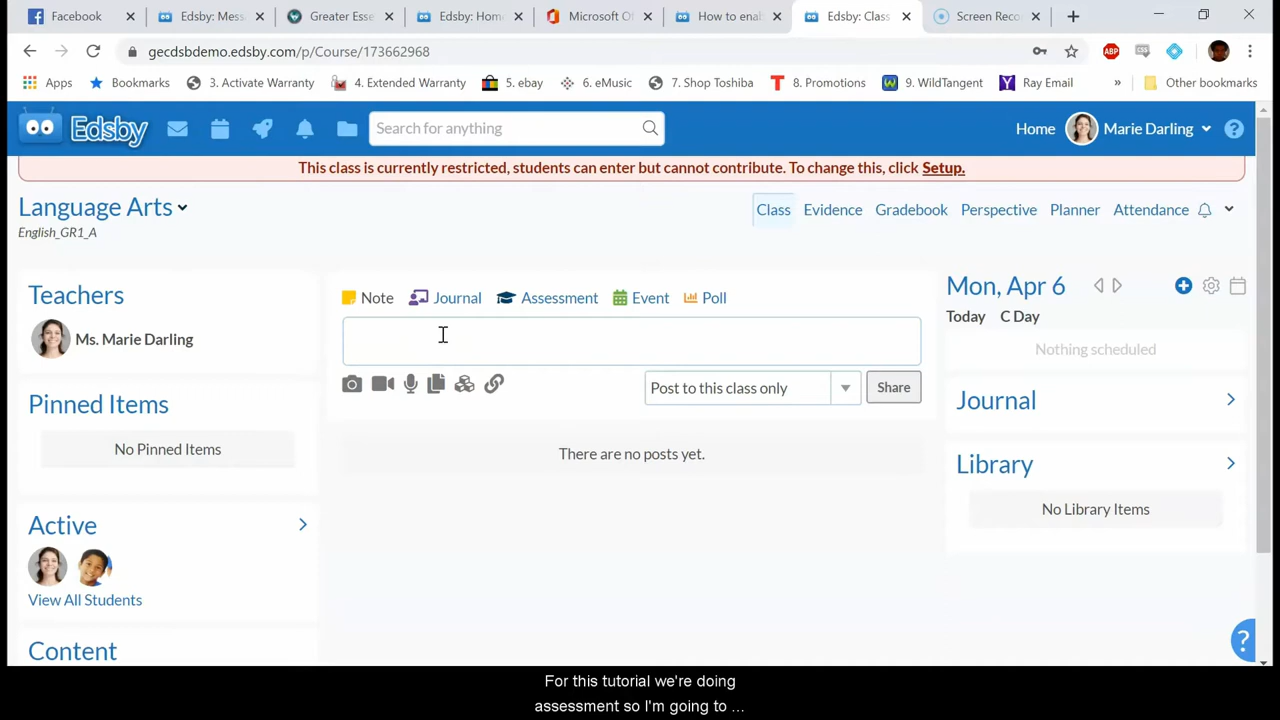 Facebook
Edsby: Mess
Greater Esse
Edsby: Hom
Microsoft O
How to enal
Edsby: Class
Screen Reco
gecdsbdemo.edsby.com/p/Course/173662968
ABP
Apps
Bookmarks
3. Activate Warranty
4. Extended Warranty
5. ebay
6. eMusic
7. Shop Toshiba
8. Promotions
9. WildTangent
Ray Email
»
Other bookmarks
Edsby
Search for anything
Home
Marie Darling
?
This class is currently restricted, students can enter but cannot contribute. To change this, click Setup.
Language Arts
English_GR1_A
Class Evidence Gradebook Perspective Planner Attendance
Teachers
Ms. Marie Darling
Pinned Items
No Pinned Items
Active
View All Students
Content
Note Journal Assessment Event Poll
Post to this class only
Share
There are no posts yet.
Mon, Apr 6
Today C Day
Nothing scheduled
Journal
Library
No Library Items
?
For this tutorial we're doing
assessment so I'm going to ...